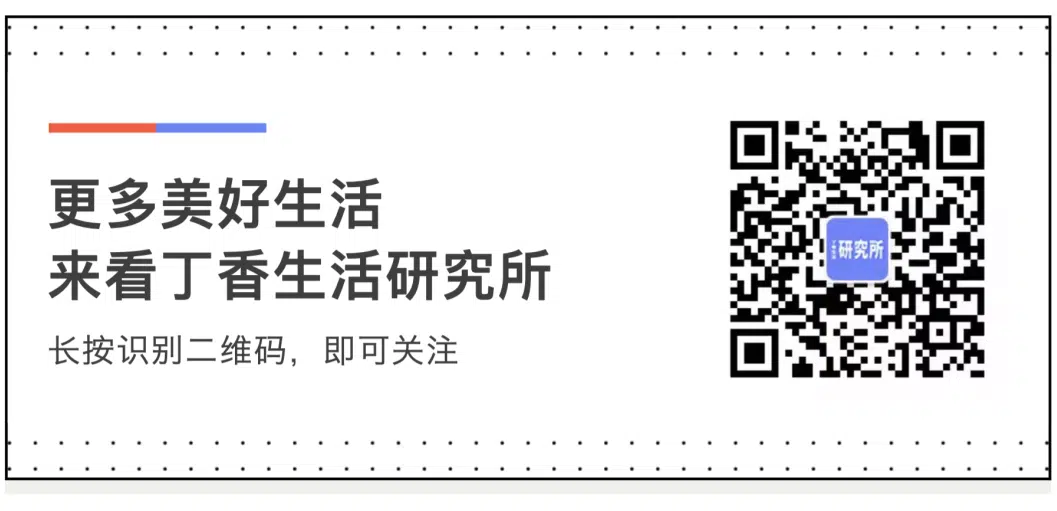 更多美好生活
来看丁香生活研究所
长按识别二维码，即可关注
研究所